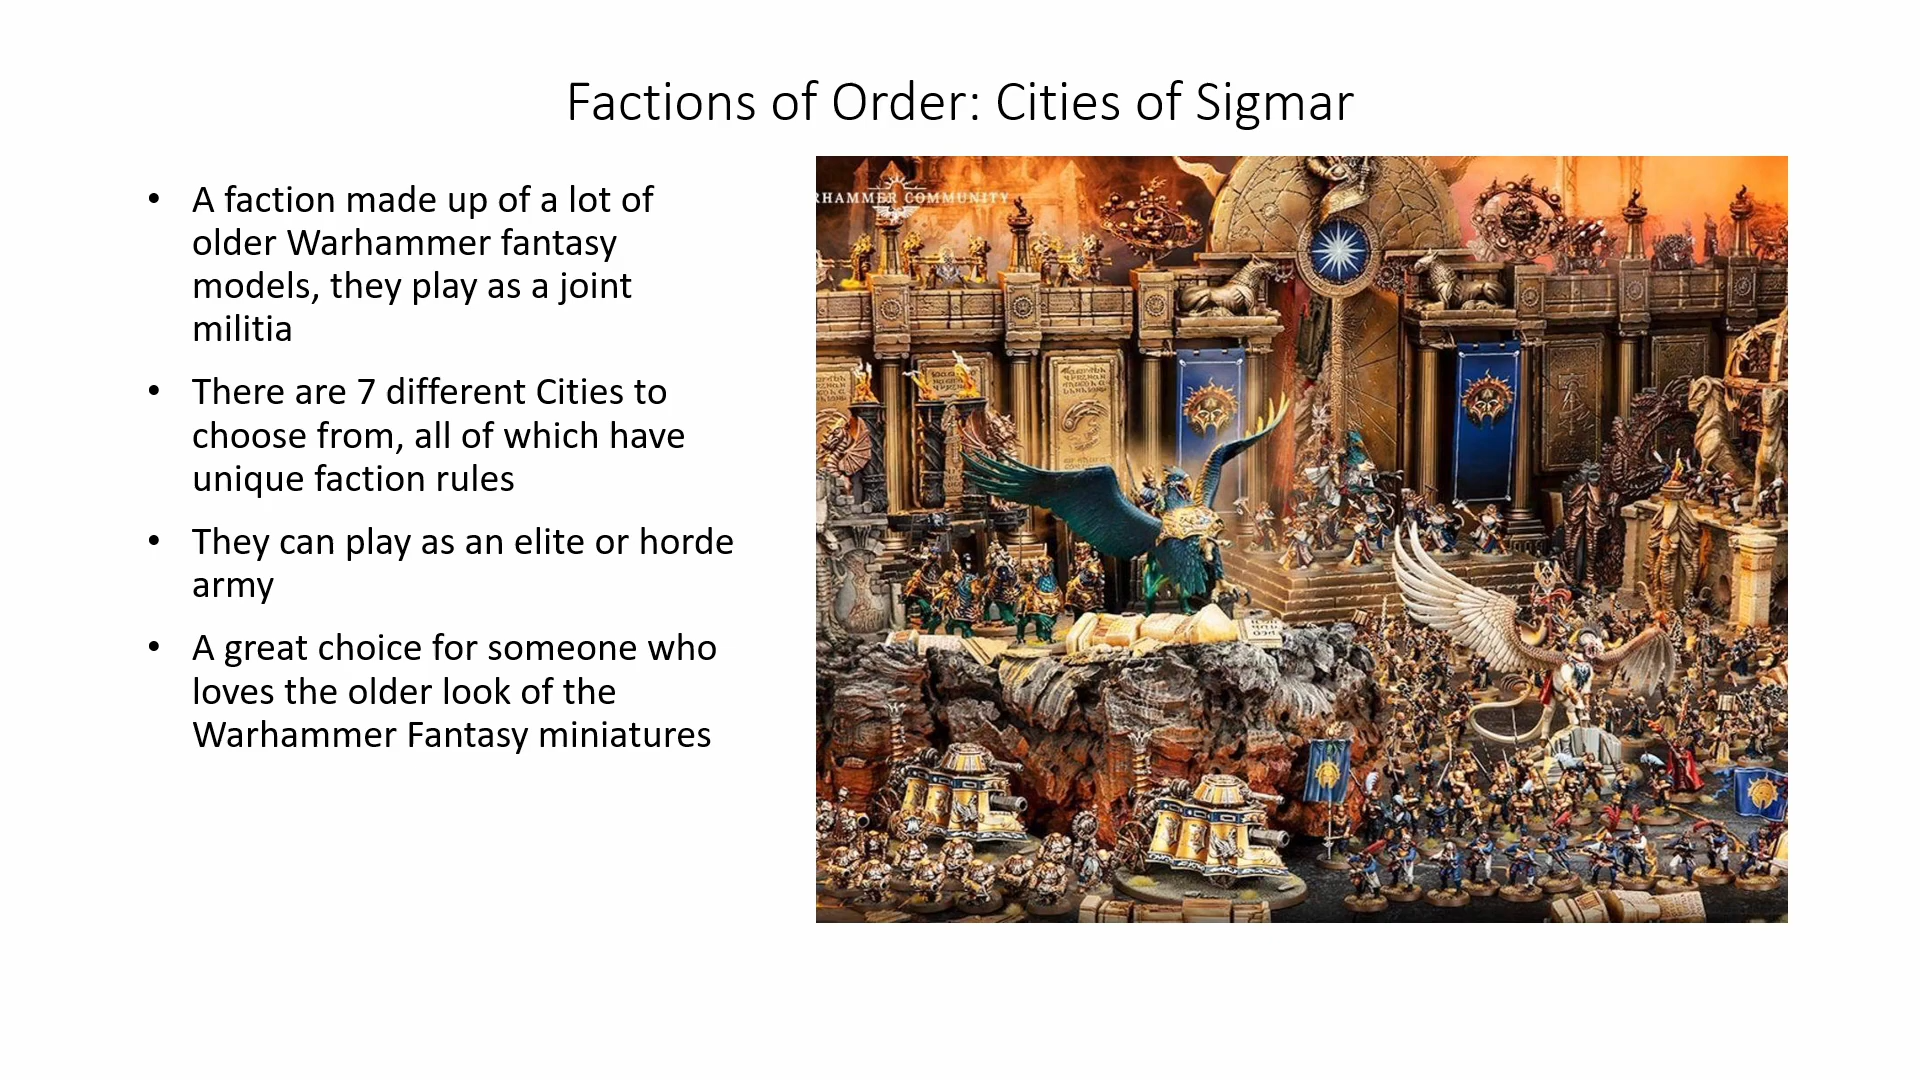 Factions of Order: Cities of Sigmar
• A faction made up of a lot of
older Warhammer fantasy
models, they play as a joint
militia
• There are 7 different Cities to
choose from, all of which have
unique faction rules
• They can play as an elite or horde
army
• A great choice for someone who
loves the older look of the
Warhammer Fantasy miniatures
RHAMMER COMMUNITY